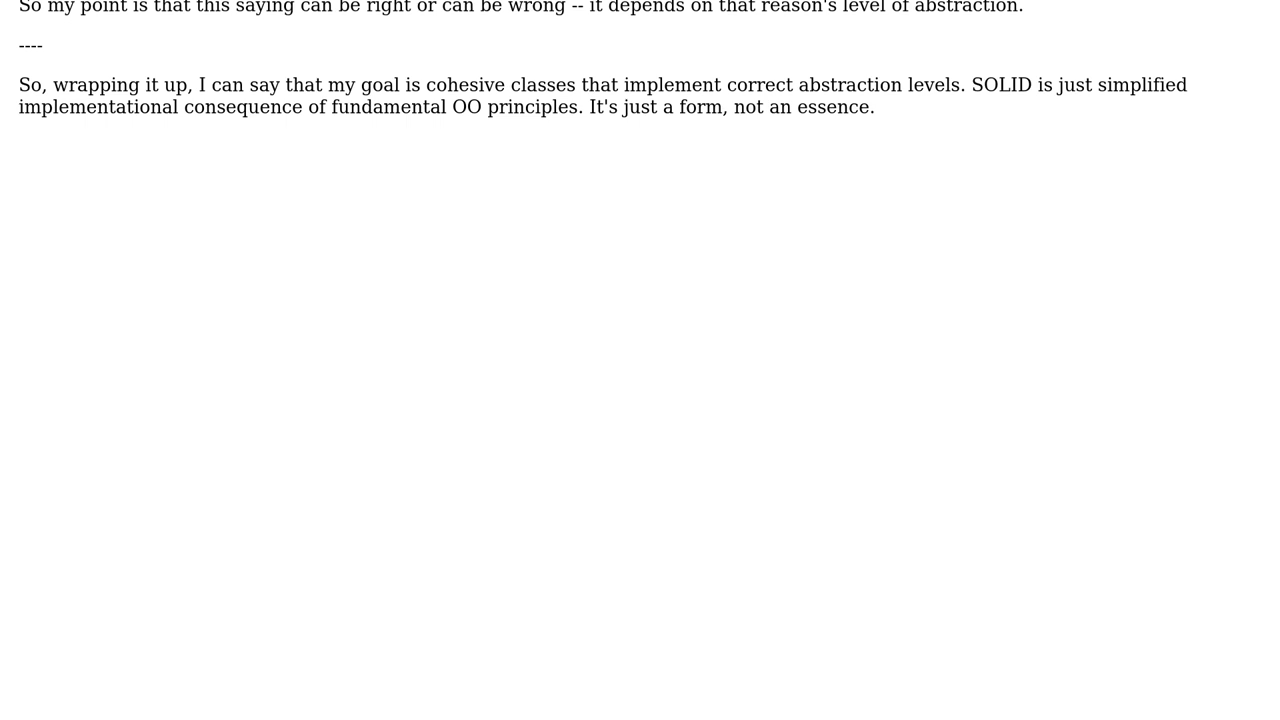 So my point is that this saying can be right or can be wrong -- it depends on that reason's level of abstraction.
----
So, wrapping it up, I can say that my goal is cohesive classes that implement correct abstraction levels. SOLID is just simplified
implementational consequence of fundamental OO principles. It's just a form, not an essence.